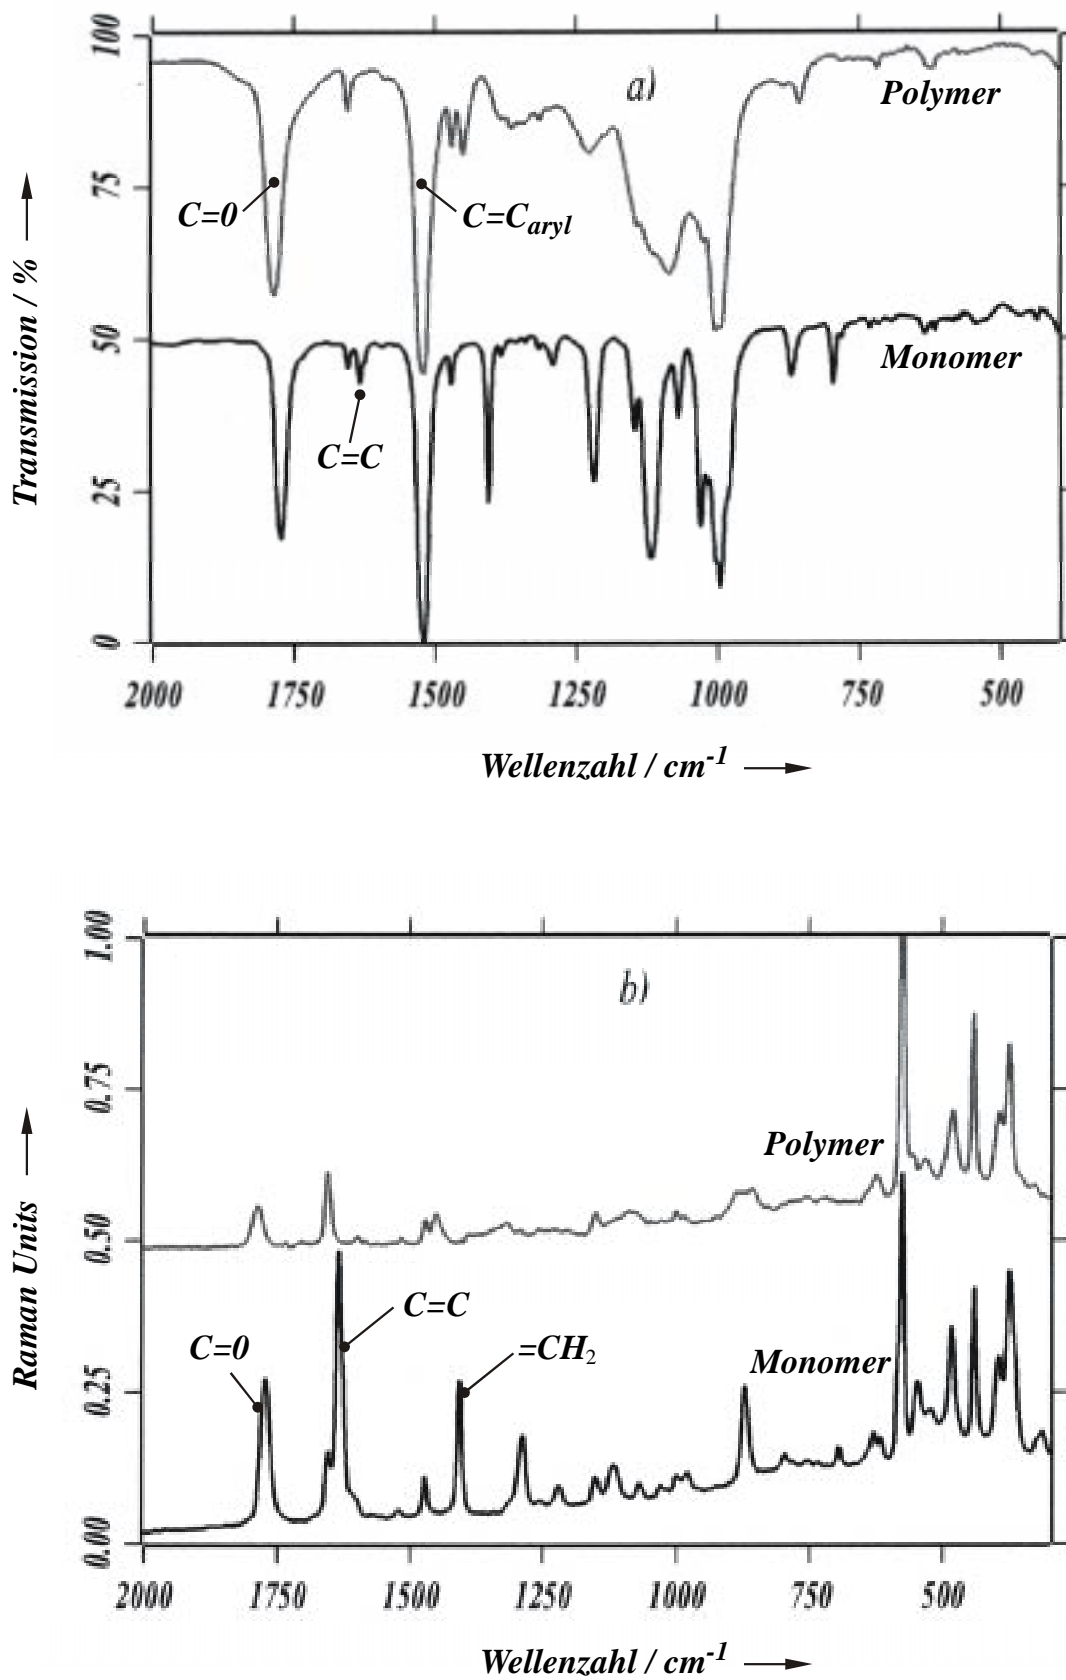 100
75
50
25
0
Transmission / %
a)
Polymer
C=0
C=Caryl
Monomer
C=C
2000 1750 1500 1250 1000 750 500
Wellenzahl / cm-1
1.00
0.75
0.50
0.25
0.00
Raman Units
b)
Polymer
C=C
C=0
=CH2
Monomer
2000 1750 1500 1250 1000 750 500
Wellenzahl / cm-1